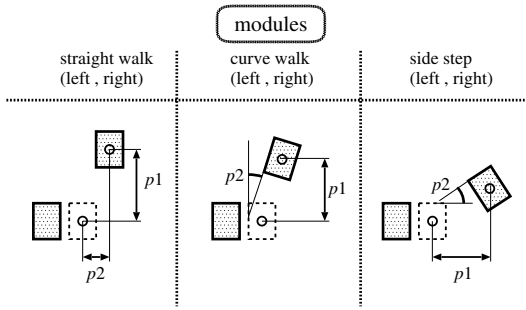 modules
straight walk
(left , right)
curve walk
(left , right)
side step
(left , right)
p1
p2
p2
p1
p2
p1